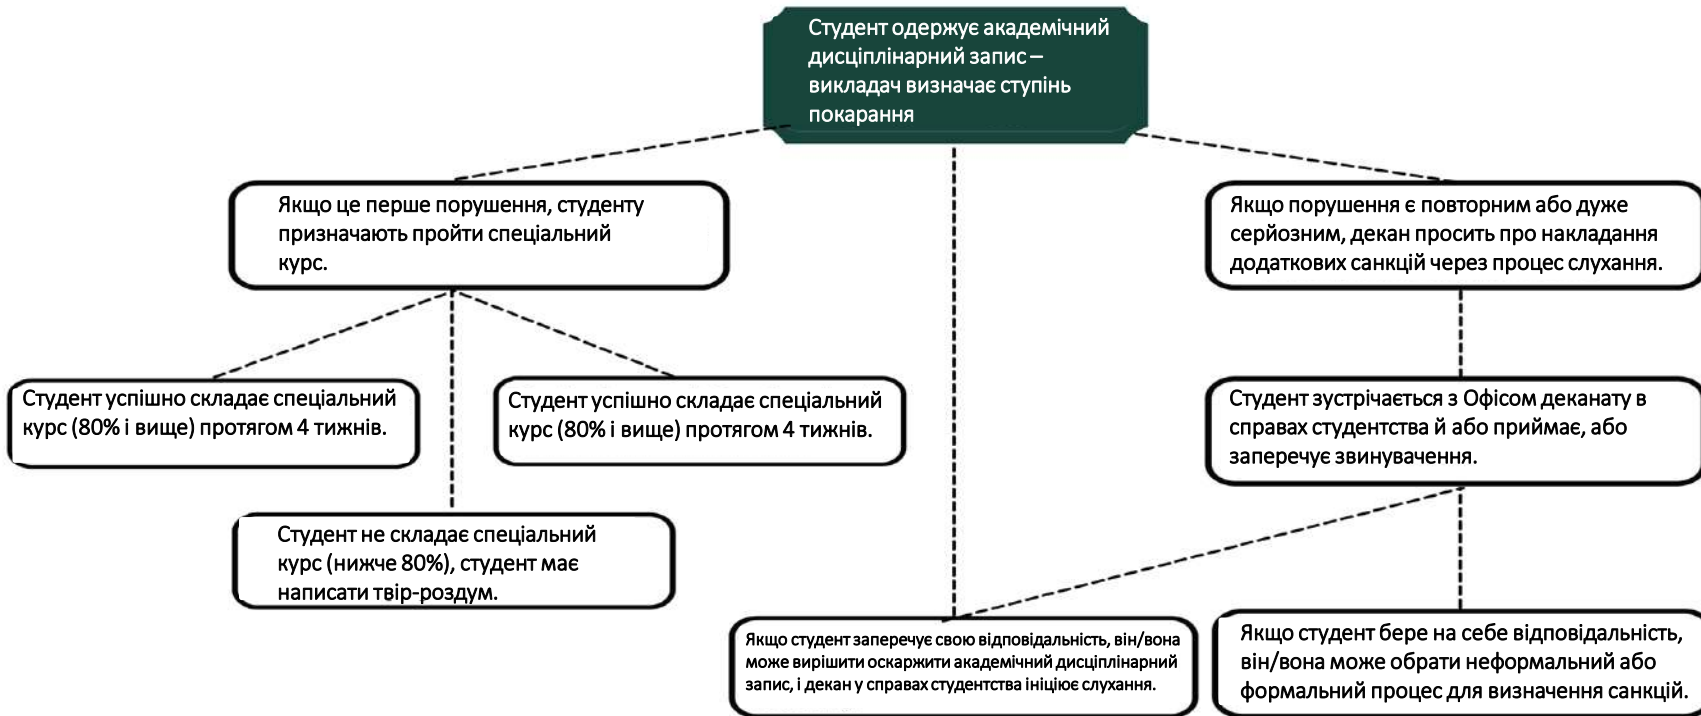 Студент одержує академічний
дисціплінарний запис –
викладач визначає ступінь
покарання
Якщо це перше порушення, студенту
призначають пройти спеціальний
курс.
Якщо порушення є повторним або дуже
серйозним, декан просить про накладання
додаткових санкцій через процес слухання.
Студент успішно складає спеціальний
курс (80% і вище) протягом 4 тижнів.
Студент успішно складає спеціальний
курс (80% і вище) протягом 4 тижнів.
Студент зустрічається з Офісом деканату в
справах студентства й або приймає, або
заперечує звинувачення.
Студент не складає спеціальний
курс (нижче 80%), студент має
написати твір-роздум.
Якщо студент заперечує свою відповідальність, він/вона
може вирішити оскаржити академічний дисціплінарний
запис, і декан у справах студентства ініціює слухання.
Якщо студент бере на себе відповідальність,
він/вона може обрати неформальний або
формальний процес для визначення санкцій.